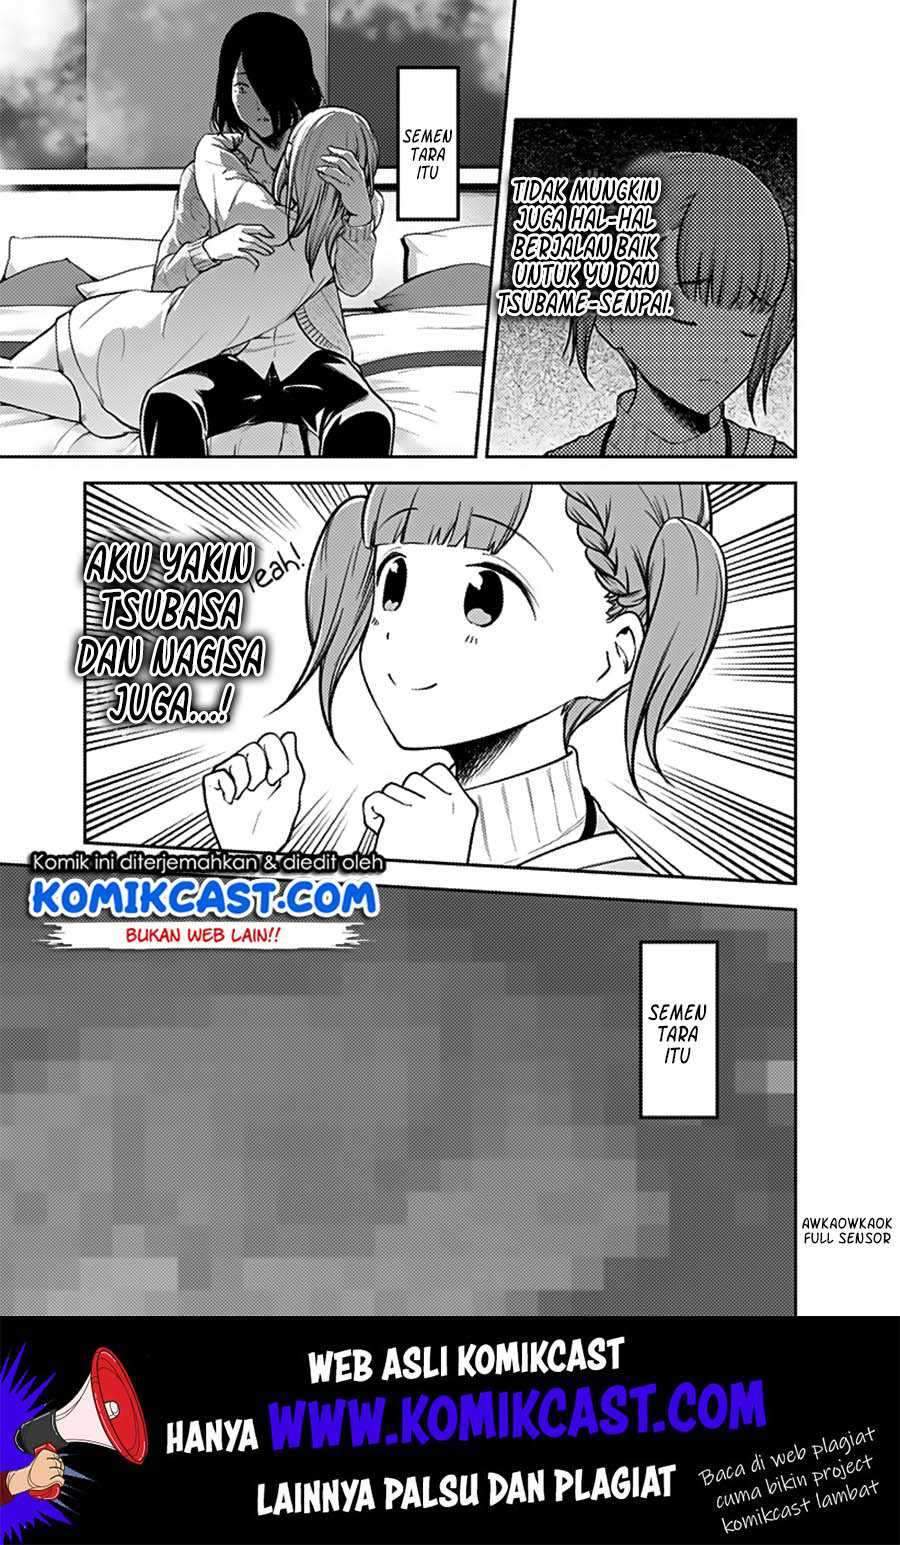 TIDAK MUNGKIN
JUGA HAL-HAL
BERJALAN BAIK
UNTUK YU DAN
TSUBAME-SENPAI.
SEMEN
TARA
ITU
Yeah!
AKU YAKIN
TSUBASA
DAN NAGISA
JUGA...!
Komik ini diterjemahkan & diedit oleh
KOMIKCAST.COM
BUKAN WEB LAIN!!
SEMEN
TARA
ITU
AWKAOWKAOK
FULL SENSOR
WEB ASLI KOMIKCAST
HANYA WWW.KOMIKCAST.COM
LAINNYA PALSU DAN PLAGIAT
Baca di web plagiat
cuma bikin project
komikcast lambat